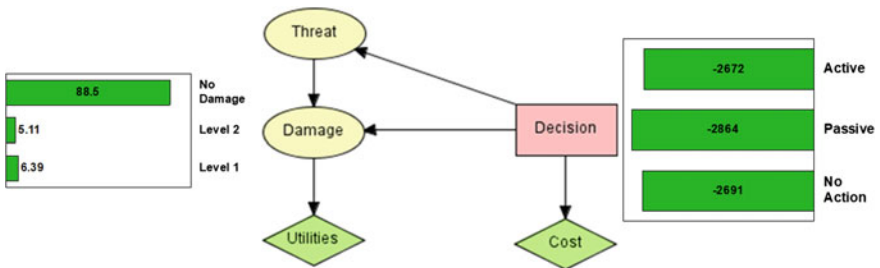 Threat
Damage
Utilities
Decision
Cost
88.5
No
Damage
5.11
Level 2
6.39
Level 1
-2672
Active
-2864
Passive
-2691
No
Action